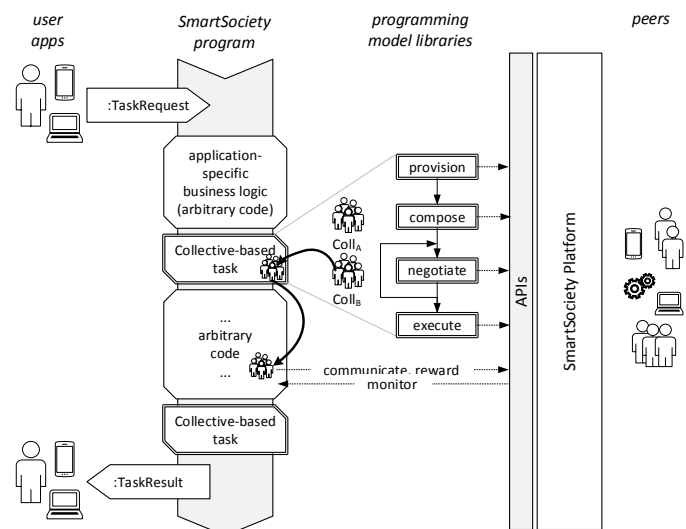 user
apps
SmartSociety
program
programming
model libraries
peers
:TaskRequest
application-
specific
business logic
(arbitrary code)
provision
compose
Coll_A
Collective-based
task
negotiate
Coll_B
execute
...
arbitrary
code
...
communicate, reward
monitor
APIs
SmartSociety Platform
Collective-based
task
:TaskResult